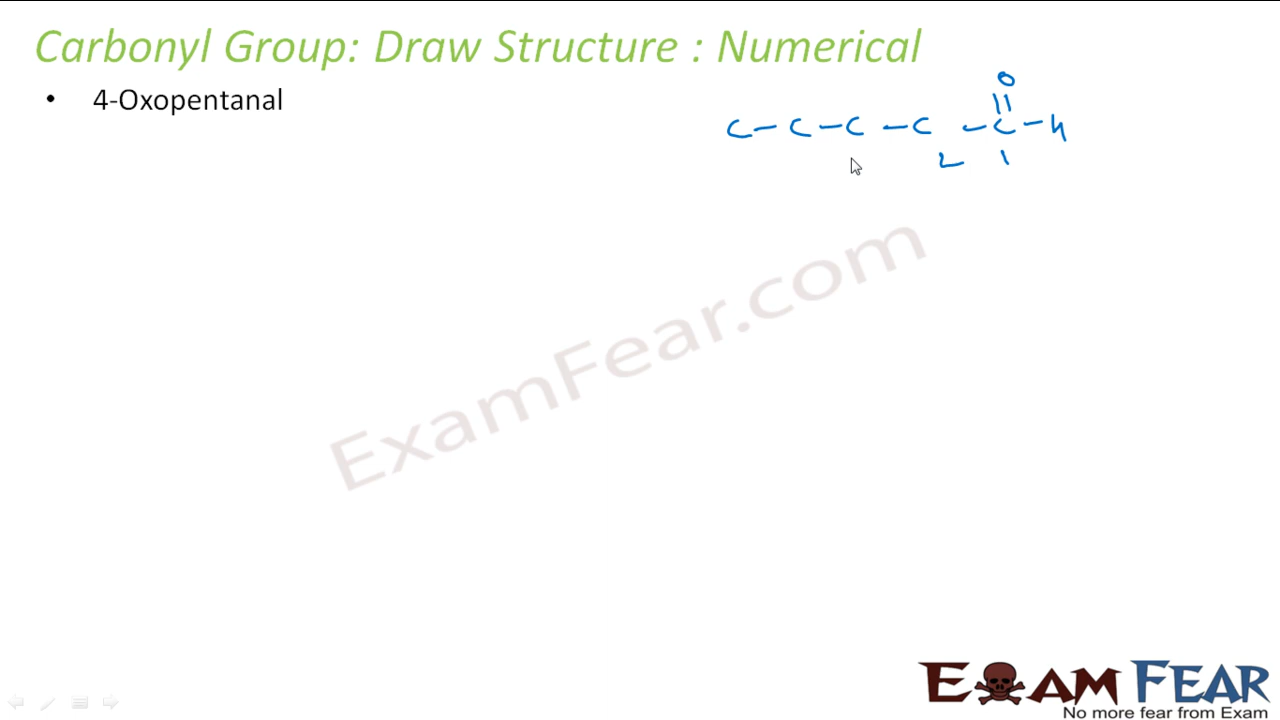 Carbonyl Group: Draw Structure : Numerical
• 4-Oxopentanal
O
||
C – C – C – C – C – H
2 1
ExamFear.com
EXAM FEAR
No more fear from Exam